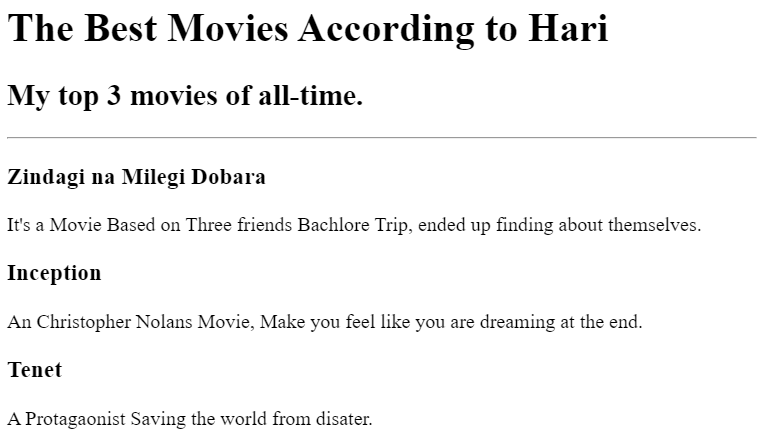 The Best Movies According to Hari
My top 3 movies of all-time.
Zindagi na Milegi Dobara
It's a Movie Based on Three friends Bachlore Trip, ended up finding about themselves.
Inception
An Christopher Nolans Movie, Make you feel like you are dreaming at the end.
Tenet
A Protagaonist Saving the world from disater.